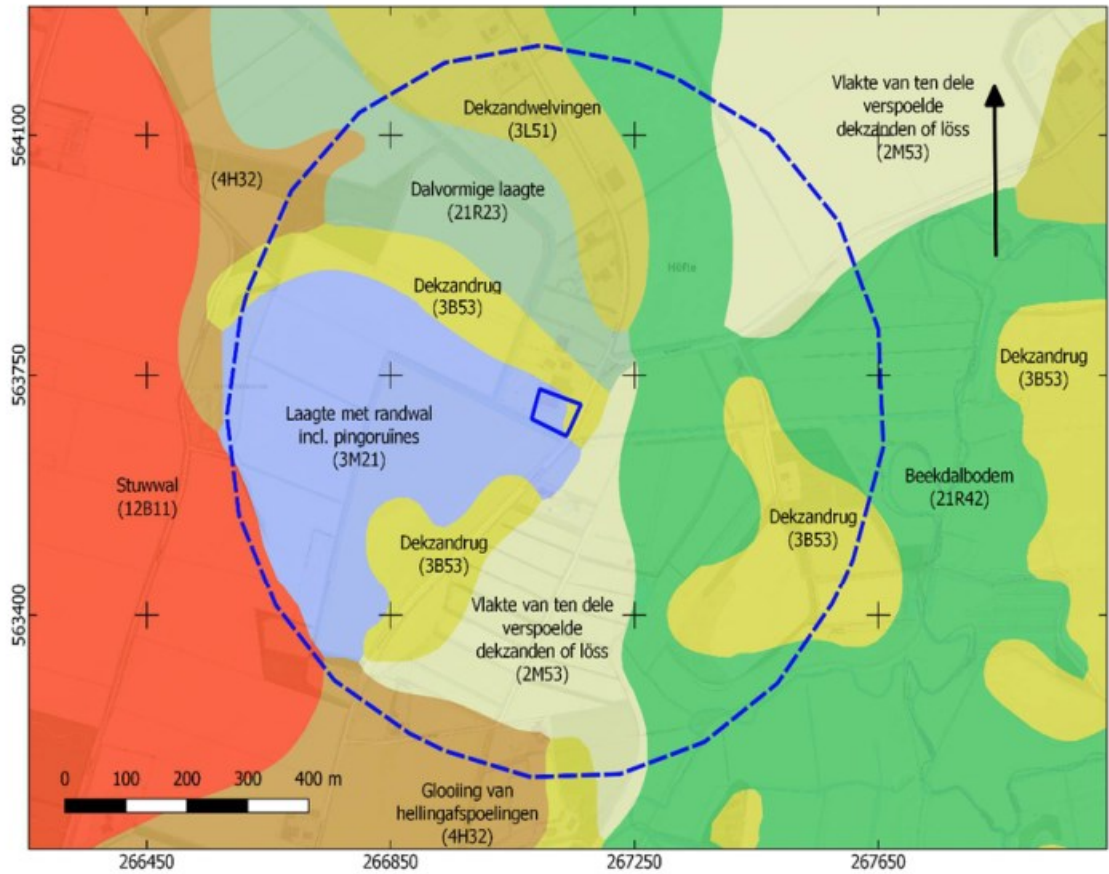 Vlakte van ten dele
verspoelde
dekzanden of löss
(2M53)
Dekzandwelvingen
(3L51)
564100
(4H32)
Dalvormige laagte
(21R23)
Höfte
Dekzandrug
(3B53)
Dekzandrug
(3B53)
563750
Laagte met randwal
incl. pingoruïnes
(3M21)
Stuwwal
(12B11)
Beekdalbodem
(21R42)
Dekzandrug
(3B53)
Dekzandrug
(3B53)
563400
Vlakte van ten dele
verspoelde
dekzanden of löss
(2M53)
0 100 200 300 400 m
Glooiing van
hellingafspoelingen
(4H32)
266450 266850 267250 267650